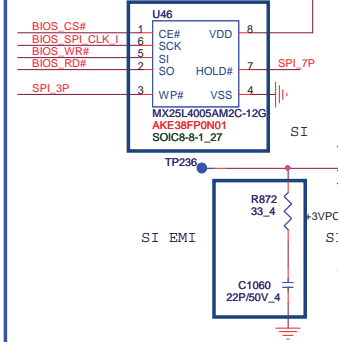 U46
BIOS_CS# 1 CE# VDD 8
BIOS_SPI_CLK_I 6 SCK
BIOS_WR# 5 SI
BIOS_RD# 2 SO HOLD# 7 SPI_7P
SPI_3P 3 WP# VSS 4
MX25L4005AM2C-12G
AKE38FP0N01
SOIC8-8-1_27
SI
TP236
R872
33_4
+3VPC
SI EMI
SI
C1060
22P/50V_4